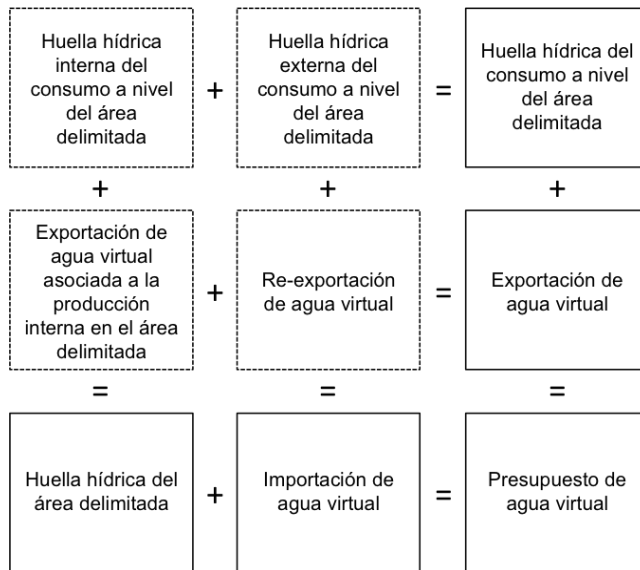 Huella hídrica
interna del
consumo a nivel
del área
delimitada
+
Huella hídrica
externa del
consumo a nivel
del área
delimitada
=
Huella hídrica del
consumo a nivel
del área
delimitada
+
+
+
Exportación de
agua virtual
asociada a la
producción
interna en el área
delimitada
+
Re-exportación
de agua virtual
=
Exportación de
agua virtual
=
=
=
Huella hídrica del
área delimitada
+
Importación de
agua virtual
=
Presupuesto de
agua virtual